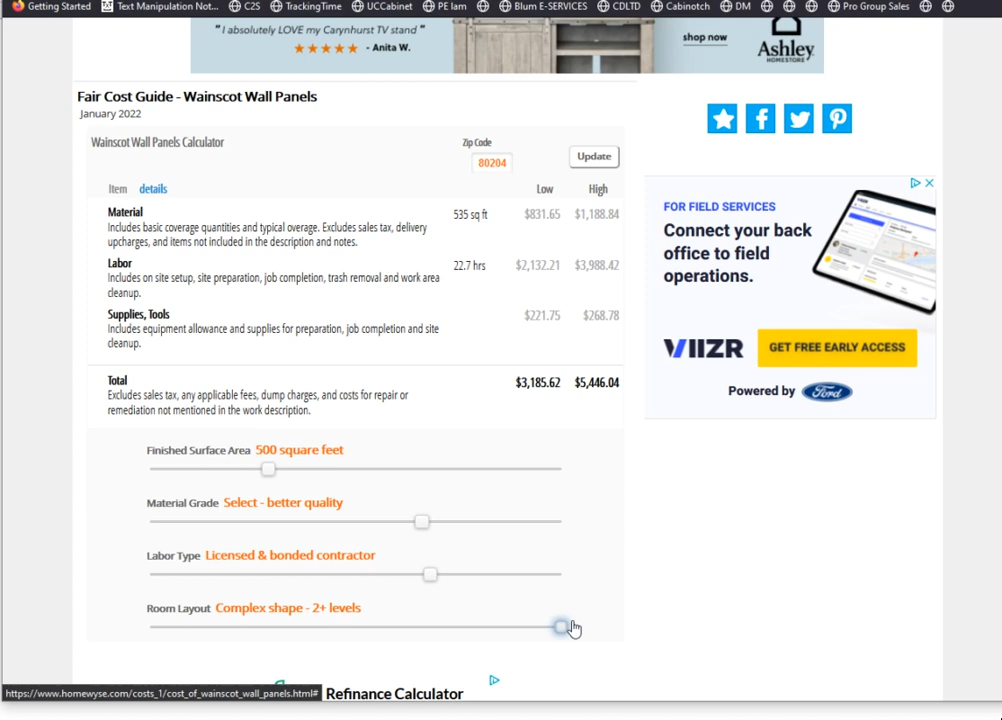 Getting Started Text Manipulation Not... C2S TrackingTime UCCabinet PE Iam Blum E-SERVICES CDLTD Cabinotch DM Pro Group Sales
"I absolutely LOVE my Carynhurst TV stand"
- Anita W.
shop now
Ashley
HOMESTORE
Fair Cost Guide - Wainscot Wall Panels
January 2022
Wainscot Wall Panels Calculator
Zip Code
80204
Update
Item details Low High
Material 535 sq ft $831.65 $1,188.84
Includes basic coverage quantities and typical overage. Excludes sales tax, delivery
upcharges, and items not included in the description and notes.
Labor 22.7 hrs $2,132.21 $3,988.42
Includes on site setup, site preparation, job completion, trash removal and work area
cleanup.
Supplies, Tools $221.75 $268.78
Includes equipment allowance and supplies for preparation, job completion and site
cleanup.
Total $3,185.62 $5,446.04
Excludes sales tax, any applicable fees, dump charges, and costs for repair or
remediation not mentioned in the work description.
Finished Surface Area 500 square feet
Material Grade Select - better quality
Labor Type Licensed & bonded contractor
Room Layout Complex shape - 2+ levels
FOR FIELD SERVICES
Connect your back
office to field
operations.
VIIZR
GET FREE EARLY ACCESS
Powered by Ford
https://www.homewyse.com/costs_1/cost_of_wainscot_wall_panels.html#
Refinance Calculator